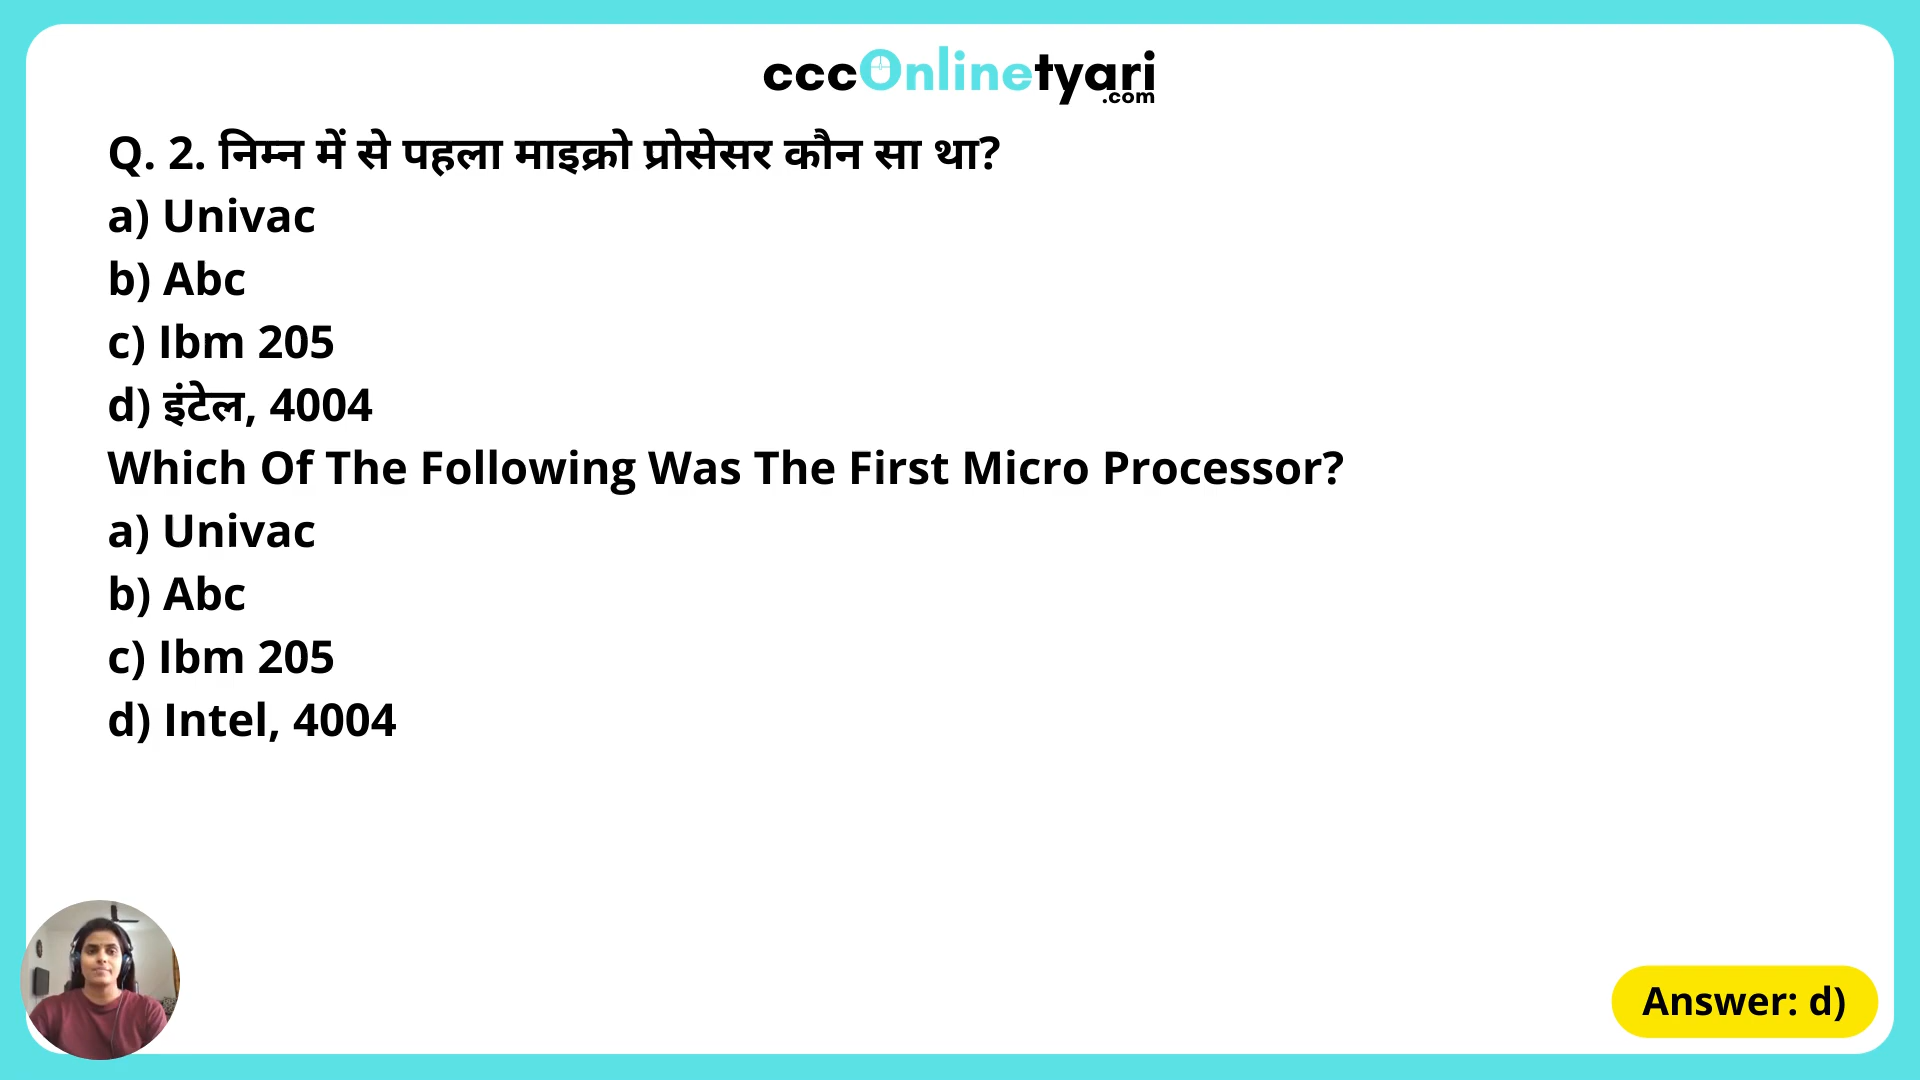 cccOnlinetyari
.com
Q. 2. निम्न में से पहला माइक्रो प्रोसेसर कौन सा था?
a) Univac
b) Abc
c) Ibm 205
d) इंटेल, 4004
Which Of The Following Was The First Micro Processor?
a) Univac
b) Abc
c) Ibm 205
d) Intel, 4004
Answer: d)